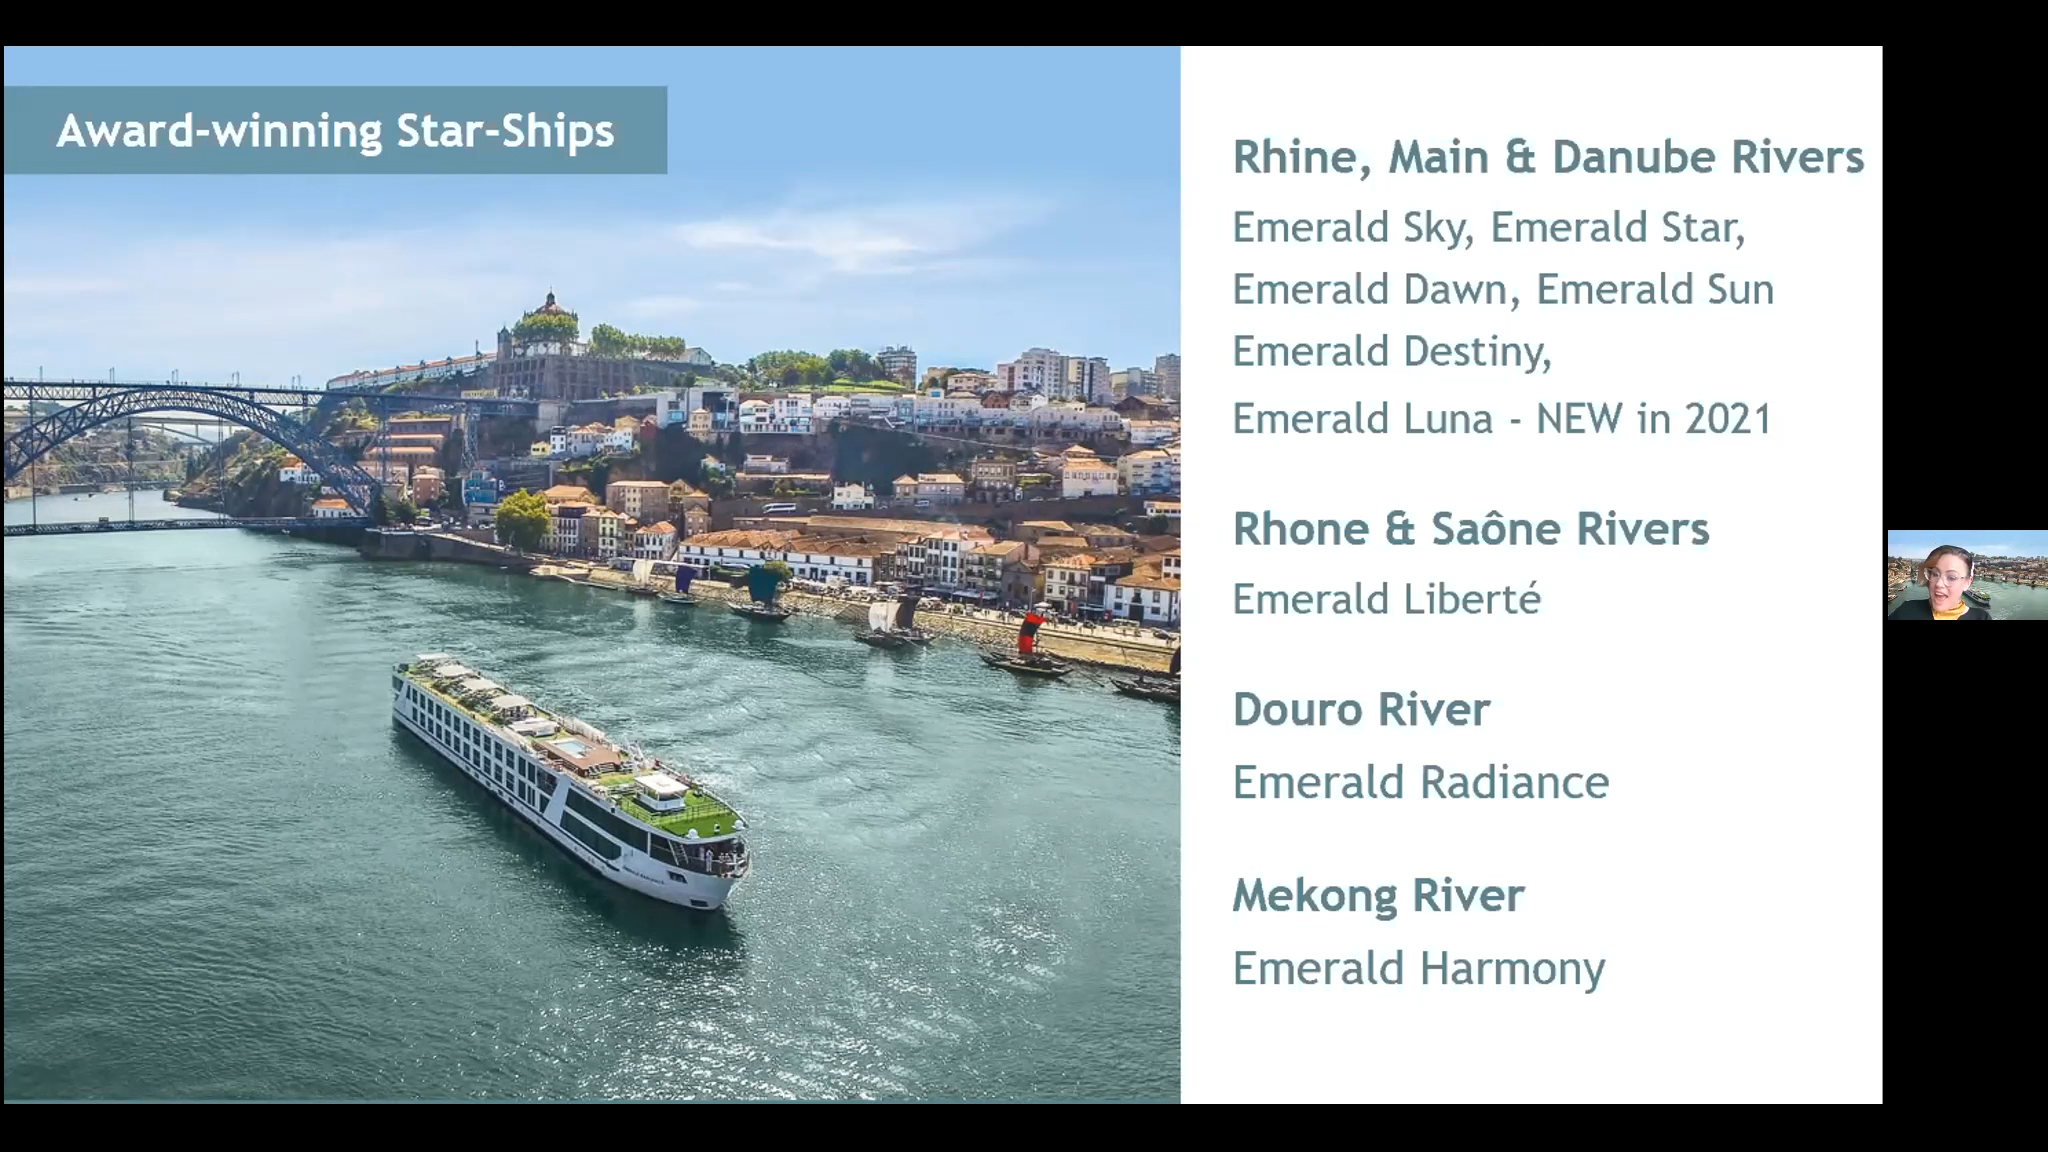 Award-winning Star-Ships
Rhine, Main & Danube Rivers
Emerald Sky, Emerald Star,
Emerald Dawn, Emerald Sun
Emerald Destiny,
Emerald Luna - NEW in 2021
Rhone & Saône Rivers
Emerald Liberté
Douro River
Emerald Radiance
Mekong River
Emerald Harmony